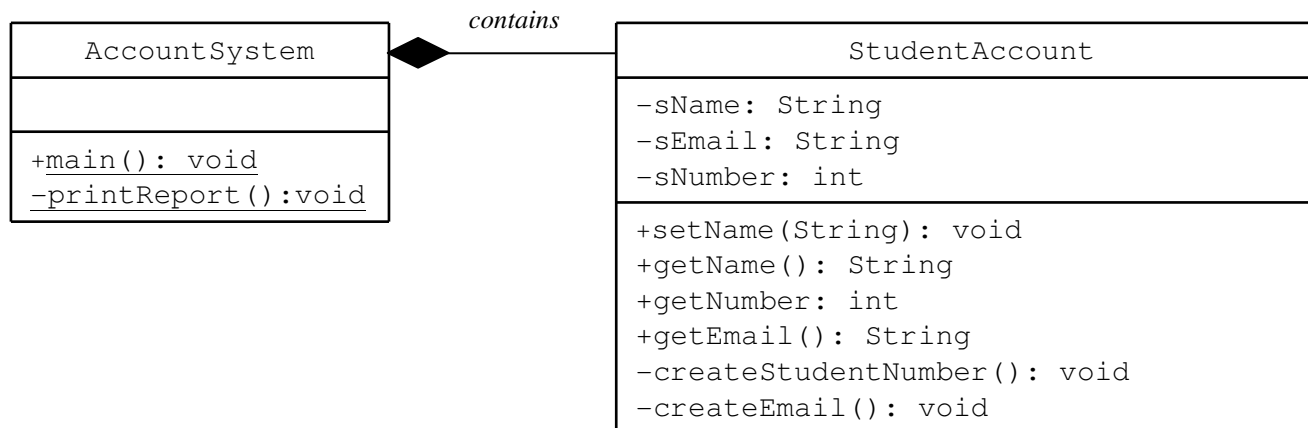 contains
AccountSystem
+main(): void
-printReport():void
StudentAccount
-sName: String
-sEmail: String
-sNumber: int
+setName(String): void
+getName(): String
+getNumber: int
+getEmail(): String
-createStudentNumber(): void
-createEmail(): void